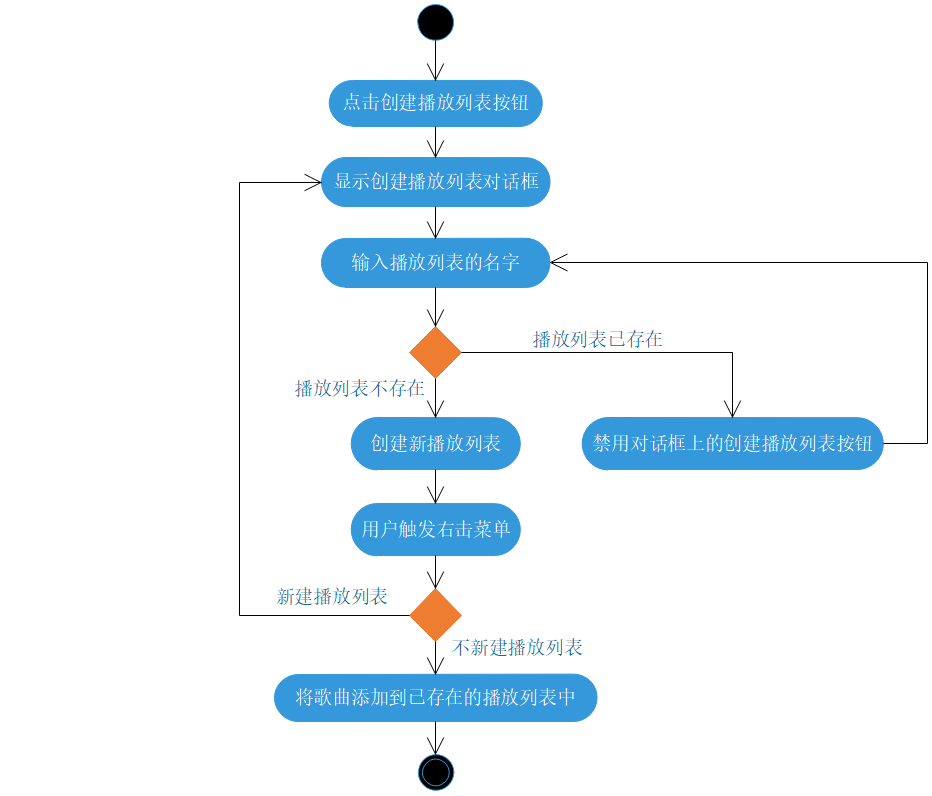 点击创建播放列表按钮
显示创建播放列表对话框
输入播放列表的名字
播放列表已存在
播放列表不存在
创建新播放列表
禁用对话框上的创建播放列表按钮
用户触发右击菜单
新建播放列表
不新建播放列表
将歌曲添加到已存在的播放列表中